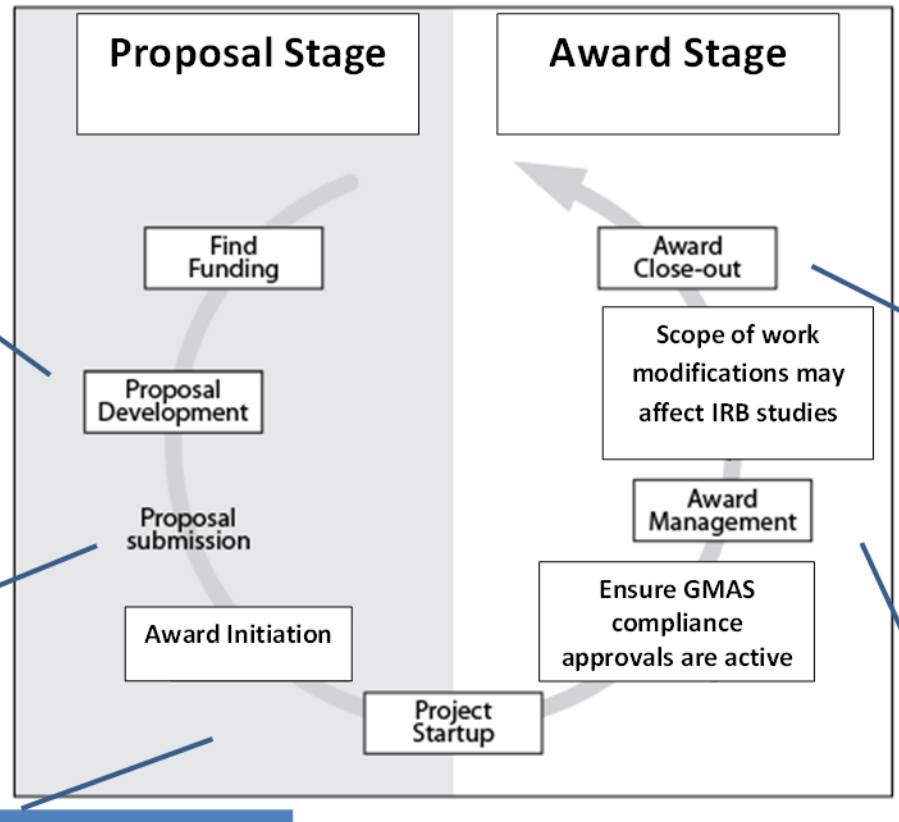 Proposal Stage
Award Stage
Find
Funding
Proposal
Development
Proposal
submission
Award Initiation
Project
Startup
Ensure GMAS
compliance
approvals are active
Award
Management
Scope of work
modifications may
affect IRB studies
Award
Close-out